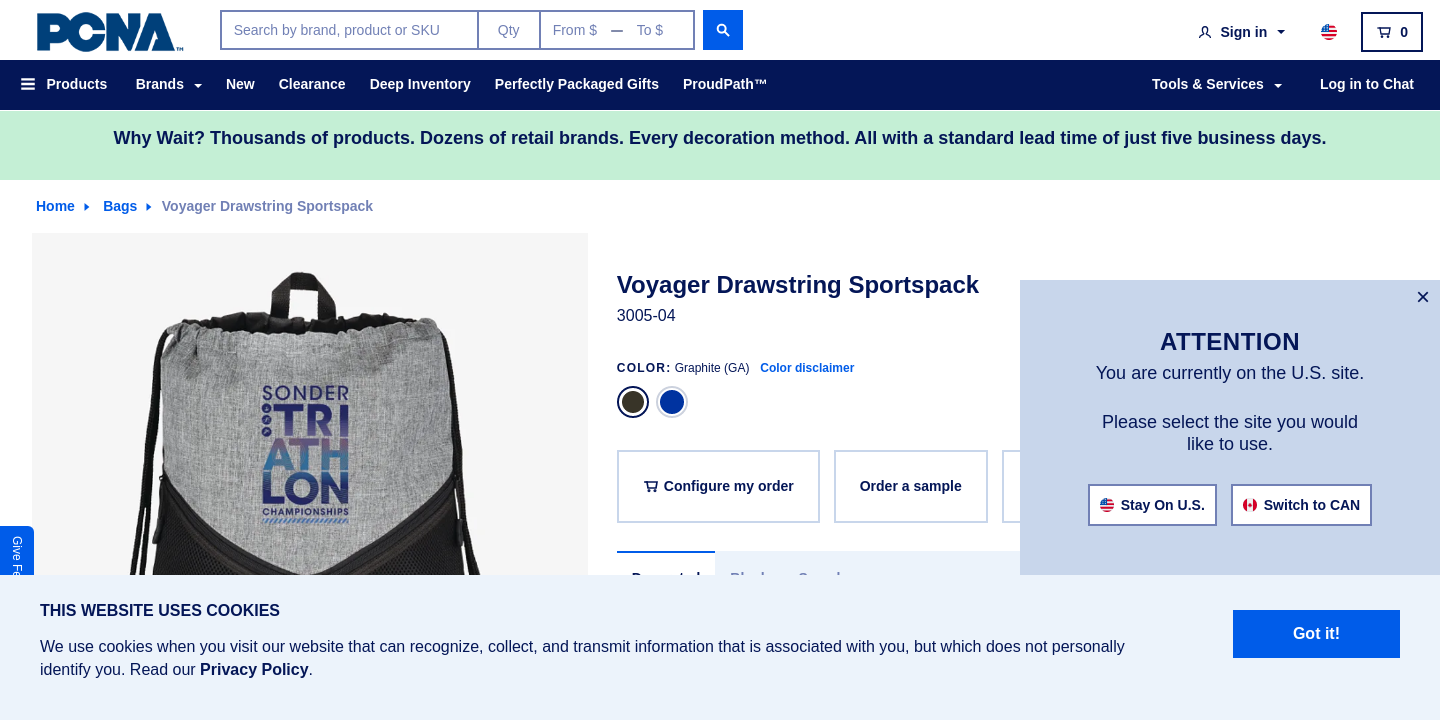 PCNA™
Search by brand, product or SKU
Qty
From $ — To $
Sign in
0
Products
Brands
New
Clearance
Deep Inventory
Perfectly Packaged Gifts
ProudPath™
Tools & Services
Log in to Chat
Why Wait? Thousands of products. Dozens of retail brands. Every decoration method. All with a standard lead time of just five business days.
Home
Bags
Voyager Drawstring Sportspack
SONDER
TRI
ATH
LON
CHAMPIONSHIPS
Voyager Drawstring Sportspack
3005-04
COLOR: Graphite (GA) Color disclaimer
Configure my order
Order a sample
×
ATTENTION
You are currently on the U.S. site.
Please select the site you would
like to use.
Stay On U.S.
Switch to CAN
Give
THIS WEBSITE USES COOKIES
We use cookies when you visit our website that can recognize, collect, and transmit information that is associated with you, but which does not personally
identify you. Read our Privacy Policy.
Got it!